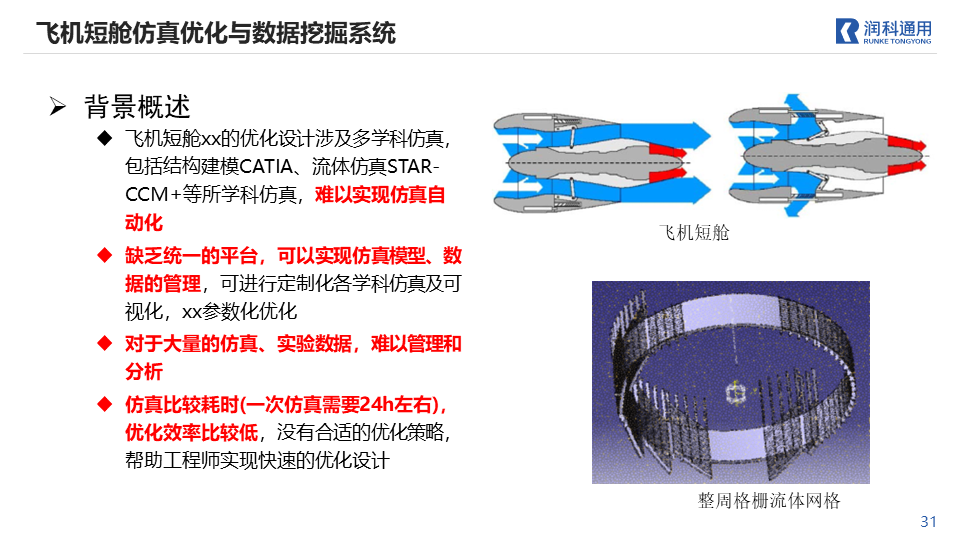 飞机短舱仿真优化与数据挖掘系统
润科通用
RUNKE TONGYONG
➢ 背景概述
◆ 飞机短舱xx的优化设计涉及多学科仿真，
包括结构建模CATIA、流体仿真STAR-
CCM+等所学科仿真，难以实现仿真自
动化
◆ 缺乏统一的平台，可以实现仿真模型、数
据的管理，可进行定制化各学科仿真及可
视化，xx参数化优化
◆ 对于大量的仿真、实验数据，难以管理和
分析
◆ 仿真比较耗时(一次仿真需要24h左右)，
优化效率比较低，没有合适的优化策略，
帮助工程师实现快速的优化设计
飞机短舱
整周格栅流体网格
31